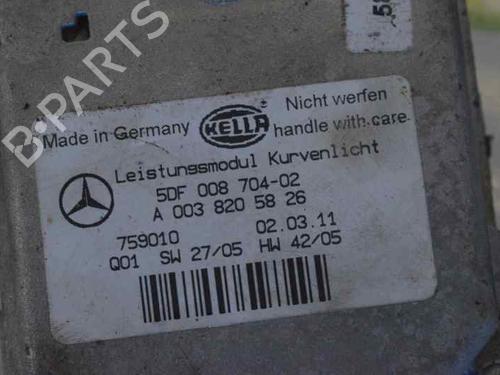 58
Nicht werfen
Made in Germany HELLA handle with care
Leistungsmodul Kurvenlicht
5DF 008 704-02
A 003 820 58 26
759010 02.03.11
Q01 SW 27/05 HW 42/05
B-PARTS